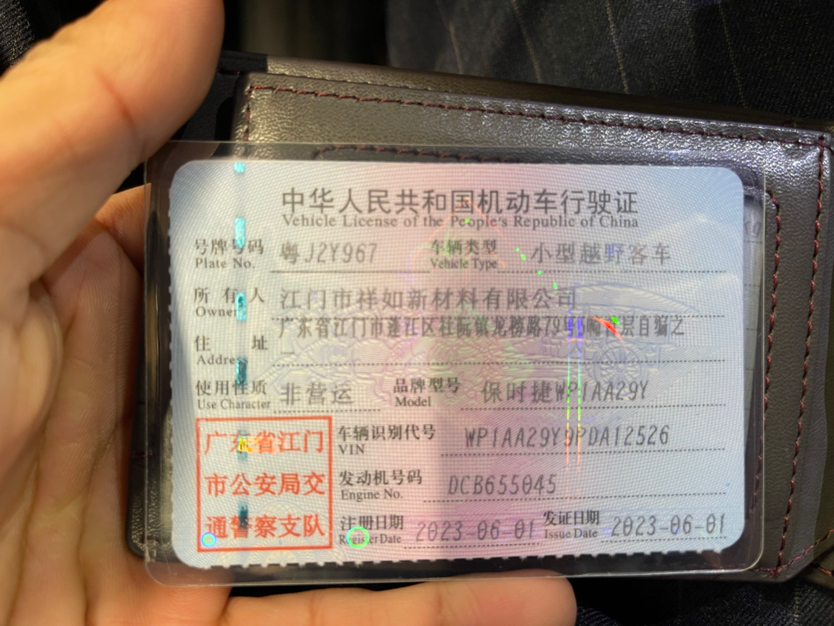 中华人民共和国机动车行驶证
Vehicle License of the People's Republic of China
号牌号码 粤J2Y967 车辆类型 小型越野客车
Plate No. Vehicle Type
所有人 江门市祥如新材料有限公司
Owner
广东省江门市蓬江区杜阮镇龙榜路79 自编之
住址 一
Address
使用性质 非营运 品牌型号 保时捷WP1AA29Y
Use Character Model
广东省江门 车辆识别代号 WP1AA29Y9PDA12526
VIN
市公安局交 发动机号码 DCB655045
Engine No.
通警察支队 注册日期 2023-06-01 发证日期 2023-06-01
Register Date Issue Date